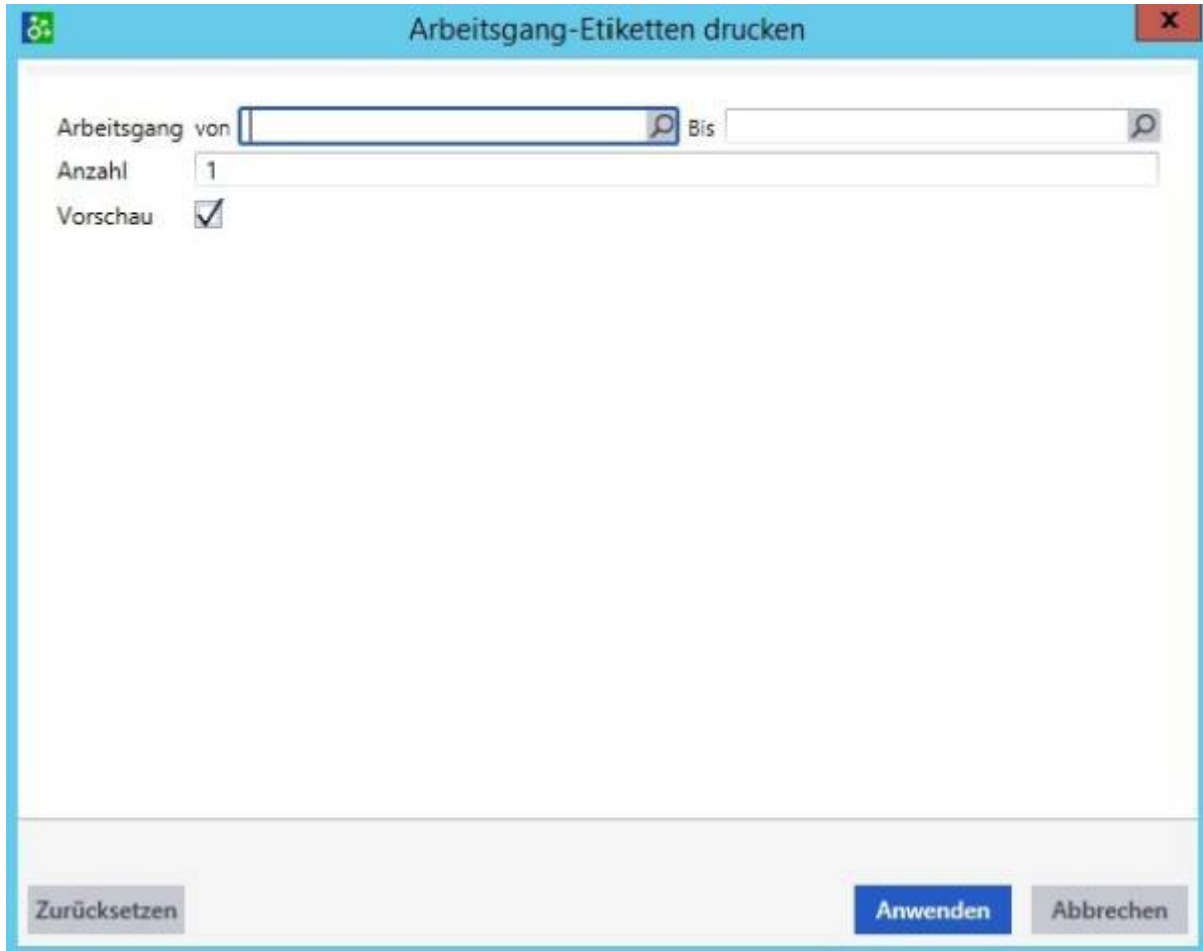 Arbeitsgang-Etiketten drucken
x
Arbeitsgang von Bis
Anzahl 1
Vorschau
Zurücksetzen Anwenden Abbrechen